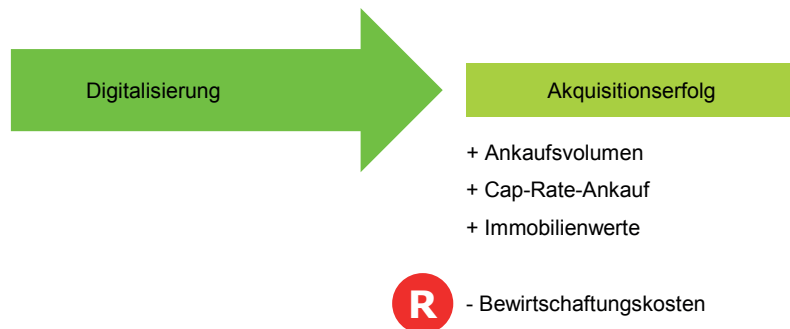 Digitalisierung
Akquisitionserfolg
+ Ankaufsvolumen
+ Cap-Rate-Ankauf
+ Immobilienwerte
R - Bewirtschaftungskosten